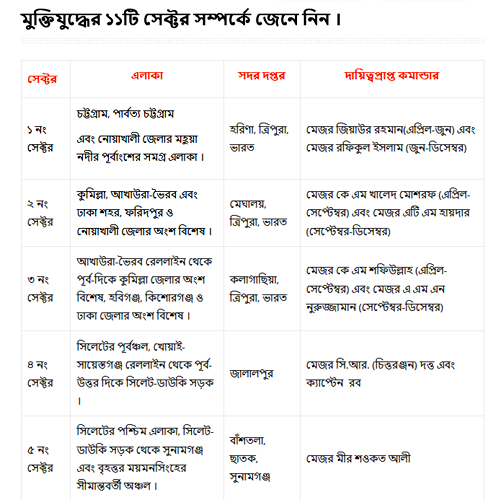 মুক্তিযুদ্ধের ১১টি সেক্টর সম্পর্কে জেনে নিন ।
সেক্টর এলাকা সদর দপ্তর দায়িত্বপ্রাপ্ত কমান্ডার
১ নং সেক্টর
চট্টগ্রাম, পার্বত্য চট্টগ্রাম
এবং নোয়াখালী জেলার মহুয়া
নদীর পূর্বাংশের সমগ্র এলাকা ।
হরিণা, ত্রিপুরা,
ভারত
মেজর জিয়াউর রহমান(এপ্রিল-জুন) এবং
মেজর রফিকুল ইসলাম (জুন-ডিসেম্বর)
২ নং
সেক্টর
কুমিল্লা, আখাউরা-ভৈরব এবং
ঢাকা শহর, ফরিদপুর ও
নোয়াখালী জেলার অংশ বিশেষ ।
মেঘালয়,
ত্রিপুরা, ভারত
মেজর কে এম খালেদ মোশরফ (এপ্রিল-
সেপ্টেম্বর) এবং মেজর এটি এম হায়দার
(সেপ্টেম্বর-ডিসেম্বর)
৩ নং
সেক্টর
আখাউরা-ভৈরব রেললাইন থেকে
পূর্ব-দিকে কুমিল্লা জেলার অংশ
বিশেষ, হবিগঞ্জ, কিশোরগঞ্জ ও
ঢাকা জেলার অংশ বিশেষ ।
কলাগাছিয়া,
ত্রিপুরা, ভারত
মেজর কে এম শফিউল্লাহ (এপ্রিল-
সেপ্টেম্বর) এবং মেজর এ এম এন
নুরুজ্জামান (সেপ্টেম্বর-ডিসেম্বর)
৪ নং
সেক্টর
সিলেটের পূর্বঞ্চল, খোয়াই-
সায়েস্তগঞ্জ রেললাইন থেকে পূর্ব-
উত্তর দিকে সিলেট-ডাউকি সড়ক
।
জালালপুর
মেজর সি.আর. (চিত্তরঞ্জন) দত্ত এবং
ক্যাপ্টেন রব
৫ নং
সেক্টর
সিলেটের পশ্চিম এলাকা, সিলেট-
ডাউকি সড়ক থেকে সুনামগঞ্জ
এবং বৃহত্তর ময়মনসিংহের
সীমান্তবর্তী অঞ্চল ।
বাঁশতলা,
ছাতক,
সুনামগঞ্জ
মেজর মীর শওকত আলী